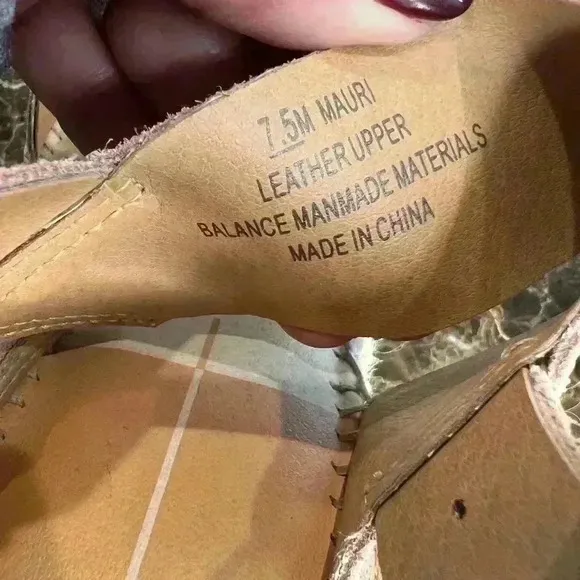 7.5M MAURI
LEATHER UPPER
BALANCE MANMADE MATERIALS
MADE IN CHINA